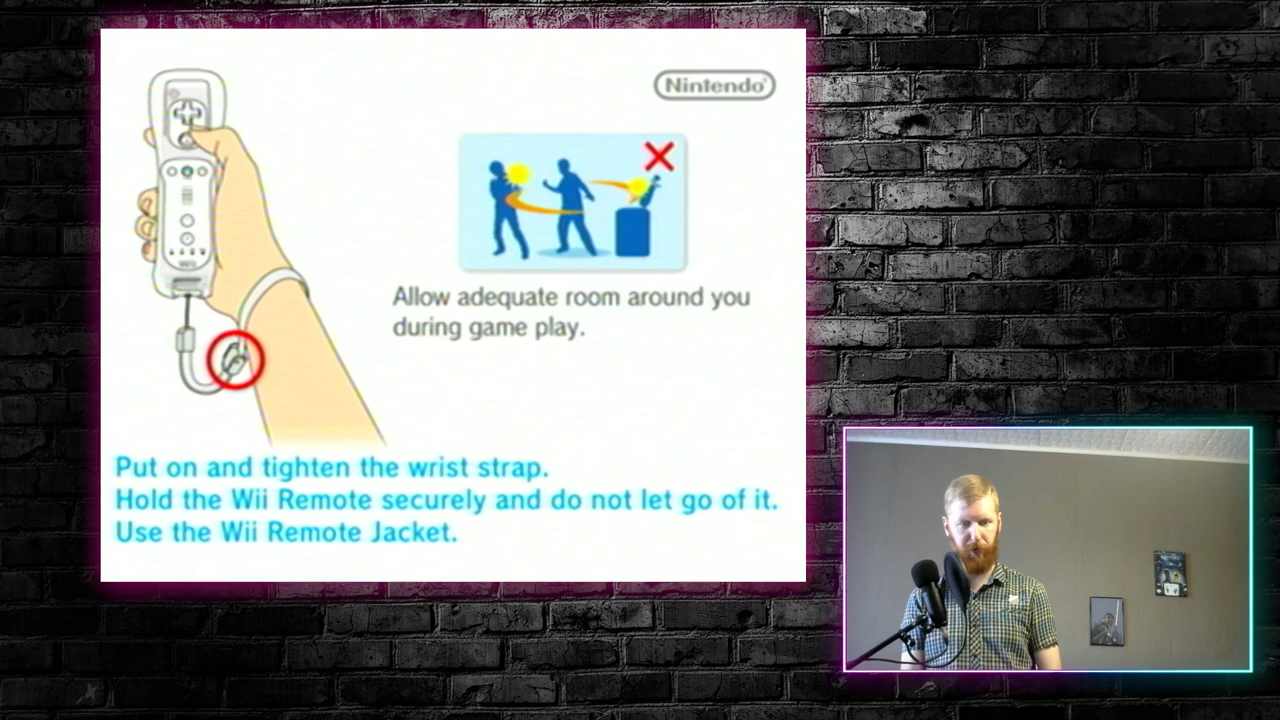 Nintendo
Allow adequate room around you
during game play.
Put on and tighten the wrist strap.
Hold the Wii Remote securely and do not let go of it.
Use the Wii Remote Jacket.